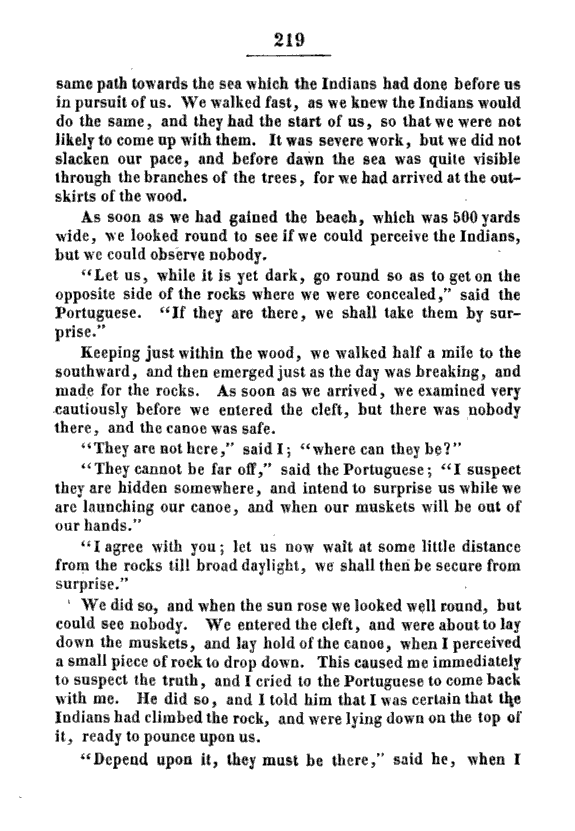 219
same path towards the sea which the Indians had done before us
in pursuit of us. We walked fast, as we knew the Indians would
do the same, and they had the start of us, so that we were not
likely to come up with them. It was severe work, but we did not
slacken our pace, and before dawn the sea was quite visible
through the branches of the trees, for we had arrived at the out-
skirts of the wood.
As soon as we had gained the beach, which was 500 yards
wide, we looked round to see if we could perceive the Indians,
but we could observe nobody.
“Let us, while it is yet dark, go round so as to get on the
opposite side of the rocks where we were concealed,” said the
Portuguese. “If they are there, we shall take them by sur-
prise.”
Keeping just within the wood, we walked half a mile to the
southward, and then emerged just as the day was breaking, and
made for the rocks. As soon as we arrived, we examined very
cautiously before we entered the cleft, but there was nobody
there, and the canoe was safe.
“They are not here,” said I; “where can they be?”
“They cannot be far off,” said the Portuguese; “I suspect
they are hidden somewhere, and intend to surprise us while we
are launching our canoe, and when our muskets will be out of
our hands.”
“I agree with you; let us now wait at some little distance
from the rocks till broad daylight, we shall then be secure from
surprise.”
We did so, and when the sun rose we looked well round, but
could see nobody. We entered the cleft, and were about to lay
down the muskets, and lay hold of the canoe, when I perceived
a small piece of rock to drop down. This caused me immediately
to suspect the truth, and I cried to the Portuguese to come back
with me. He did so, and I told him that I was certain that the
Indians had climbed the rock, and were lying down on the top of
it, ready to pounce upon us.
“Depend upon it, they must be there,” said he, when I